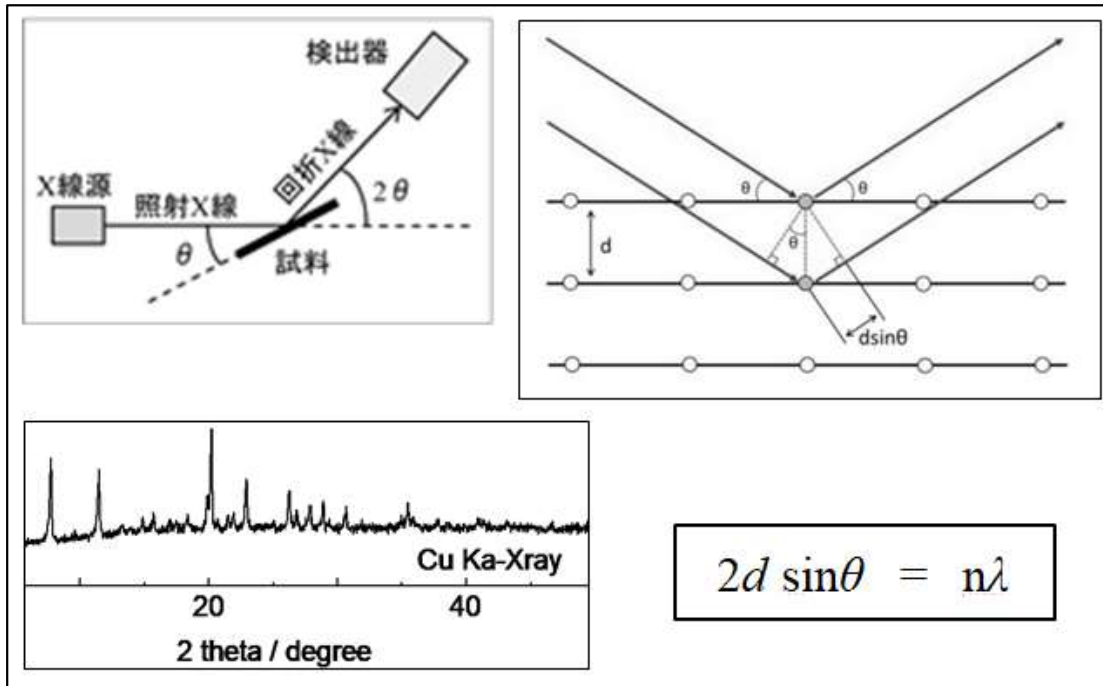 検出器
回折X線
2θ
X線源
照射X線
θ
試料
θ
θ
d
θ
dsinθ
Cu Ka-Xray
20
40
2 theta / degree
2d sinθ = nλ